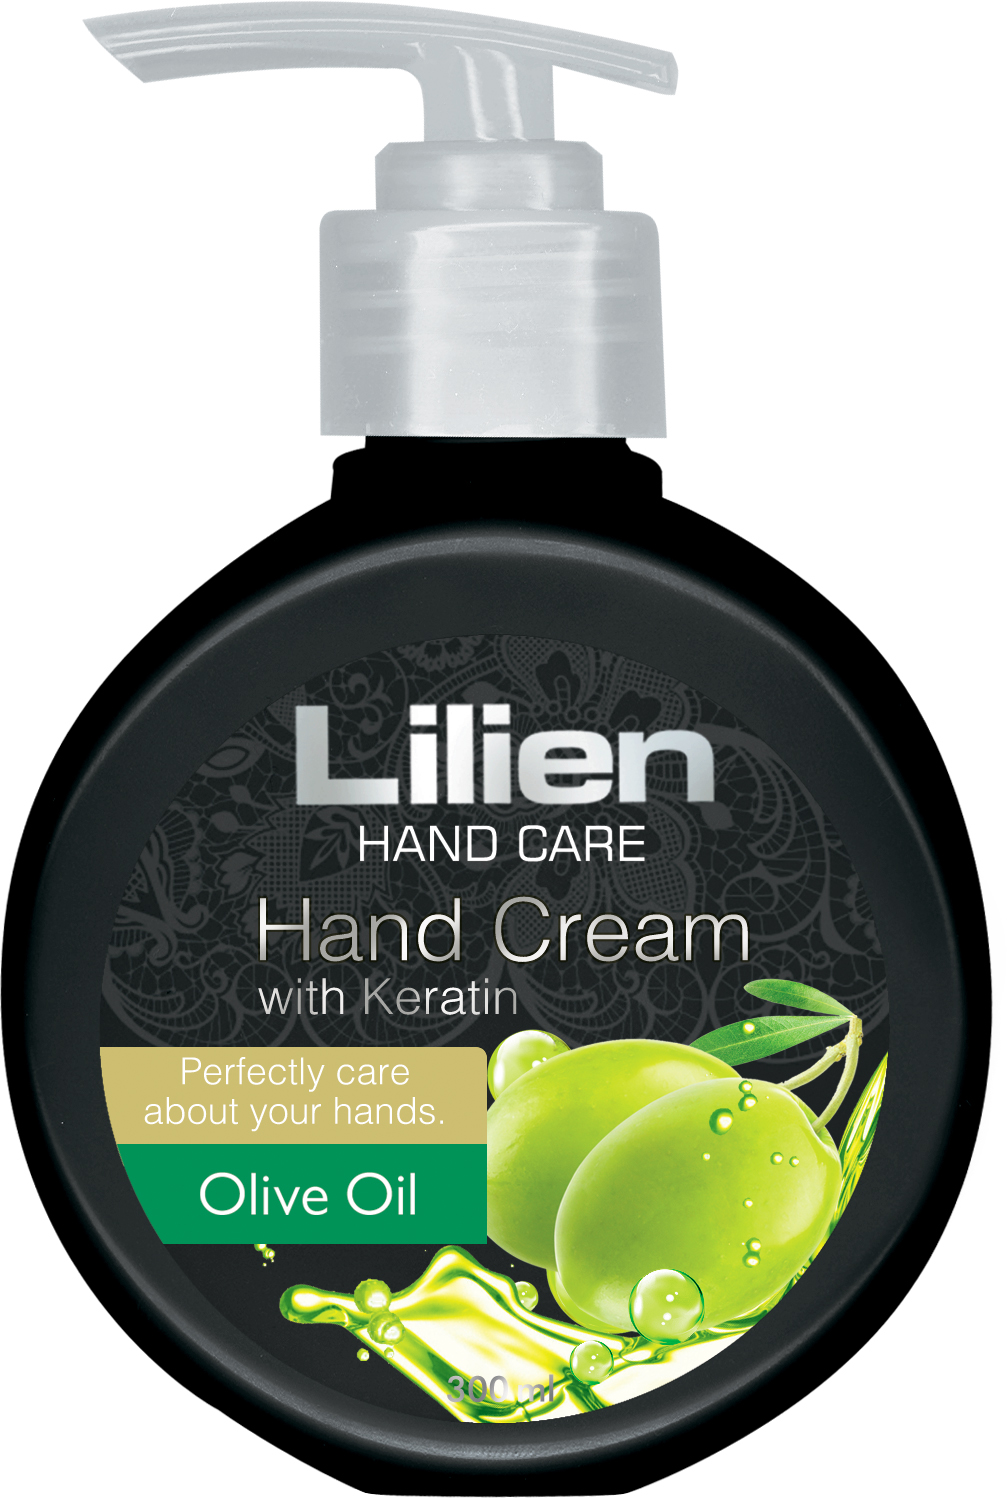 Lilien
HAND CARE
Hand Cream
with Keratin
Perfectly care
about your hands.
Olive Oil
300 ml